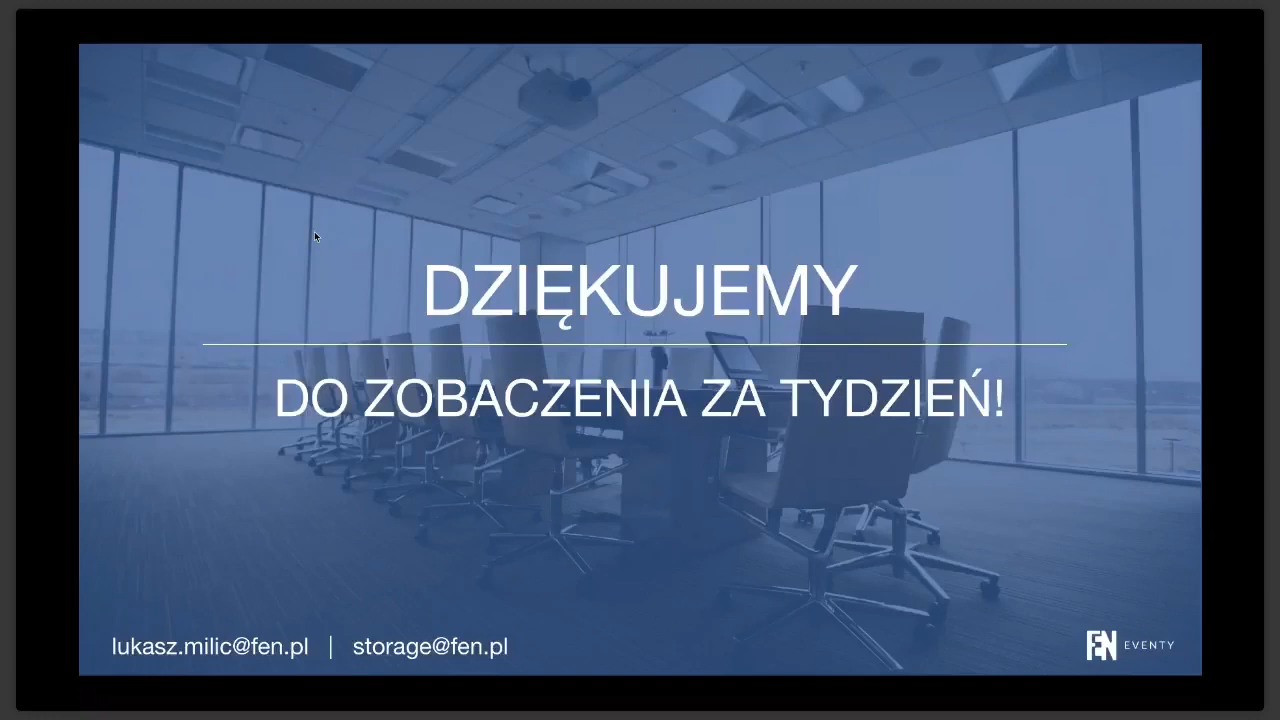 DZIĘKUJEMY
DO ZOBACZENIA ZA TYDZIEŃ!
lukasz.milic@fen.pl | storage@fen.pl
FEN EVENTY